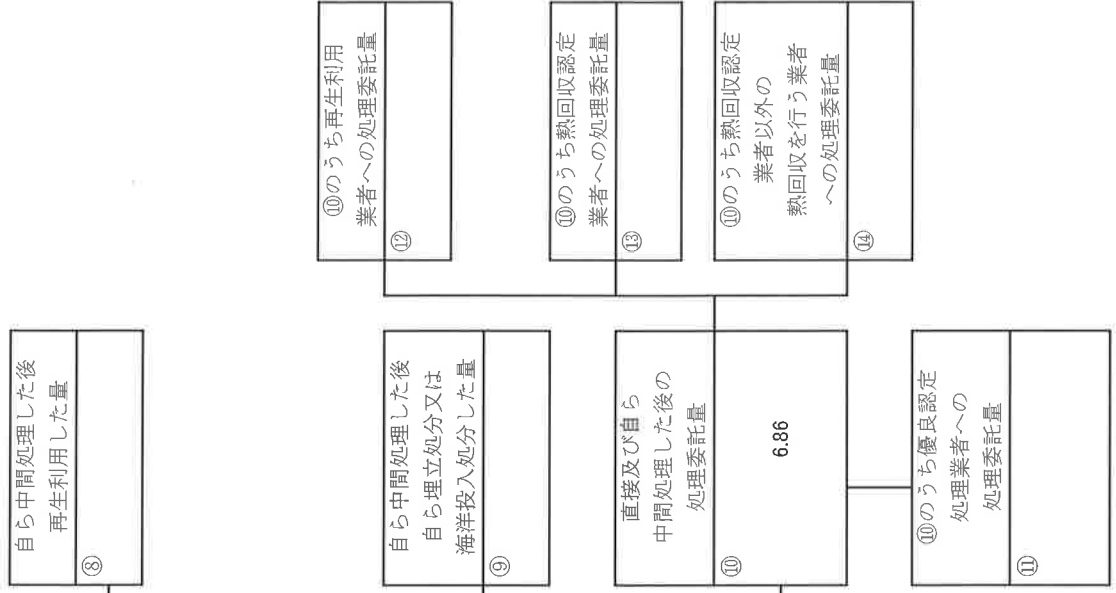 自ら中間処理した後
再生利用した量
⑧
自ら中間処理した後
自ら埋立処分又は
海洋投入処分した量
⑨
直接及び自ら
中間処理した後の
処理委託量
⑩
6.86
⑩のうち優良認定
処理業者への
処理委託量
⑪
⑩のうち再生利用
業者への処理委託量
⑫
⑩のうち熱回収認定
業者への処理委託量
⑬
⑩のうち熱回収認定
業者以外の
熱回収を行う業者
への処理委託量
⑭